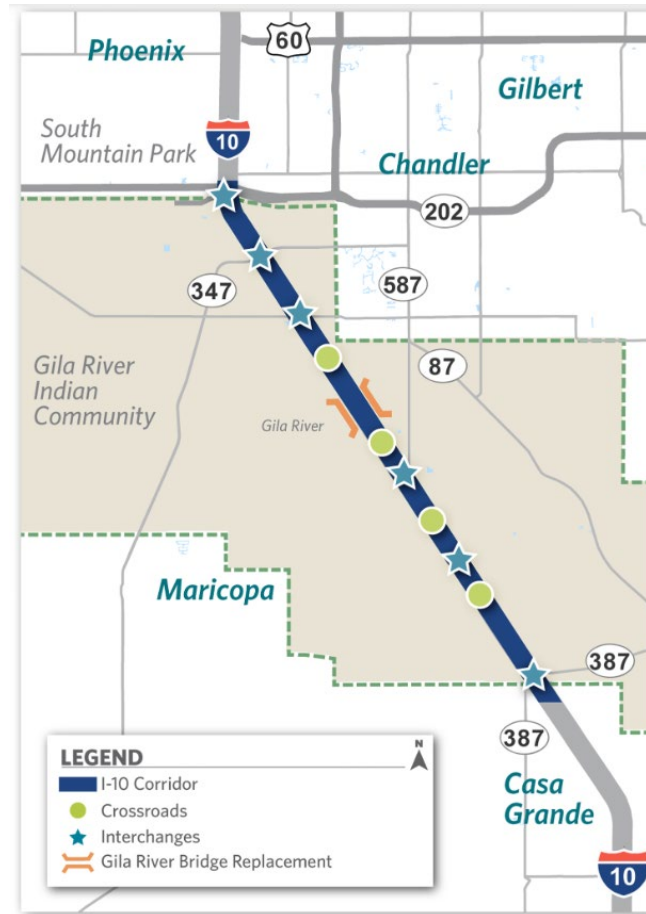 Phoenix
60
Gilbert
South
Mountain Park
10
Chandler
202
347
587
Gila River
Indian
Community
87
Gila River
Maricopa
387
387
Casa
Grande
10
LEGEND
N
I-10 Corridor
Crossroads
Interchanges
Gila River Bridge Replacement